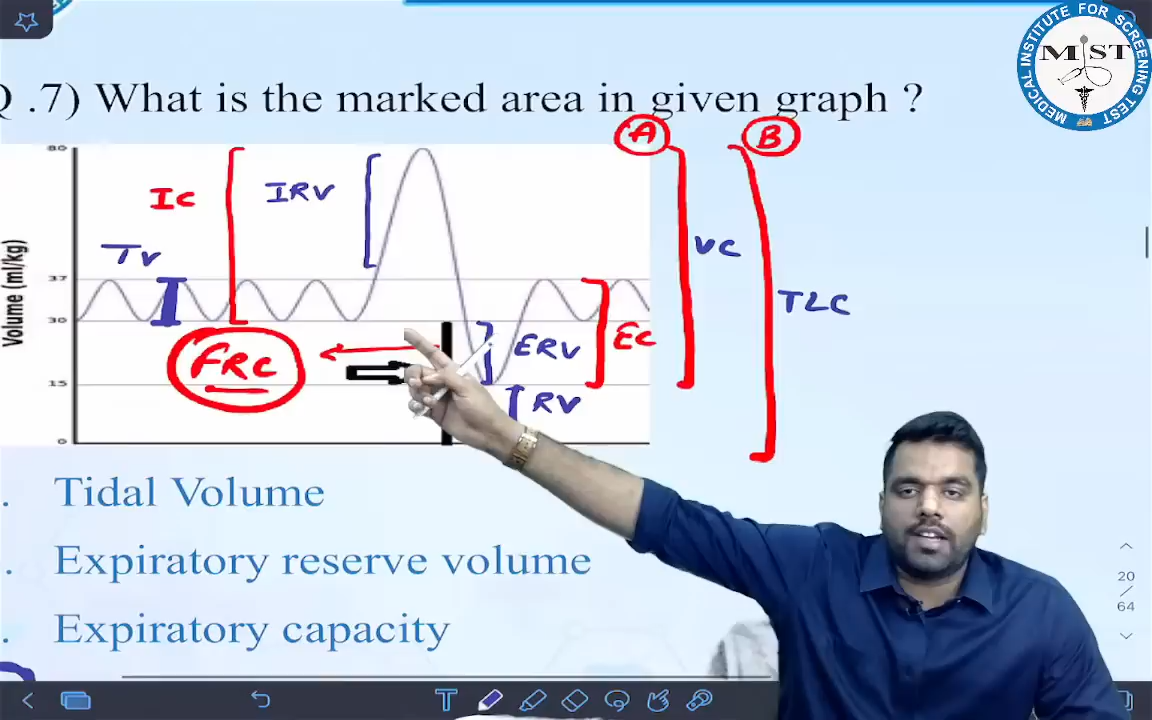 MEDICAL INSTITUTE FOR SCREENING TEST
MIST
Q .7) What is the marked area in given graph ?
A
B
80
IC
IRV
TV
VC
Volume (ml/kg)
37
30
TLC
FRC
ERV
EC
15
RV
0
. Tidal Volume
. Expiratory reserve volume
. Expiratory capacity
20
64
T